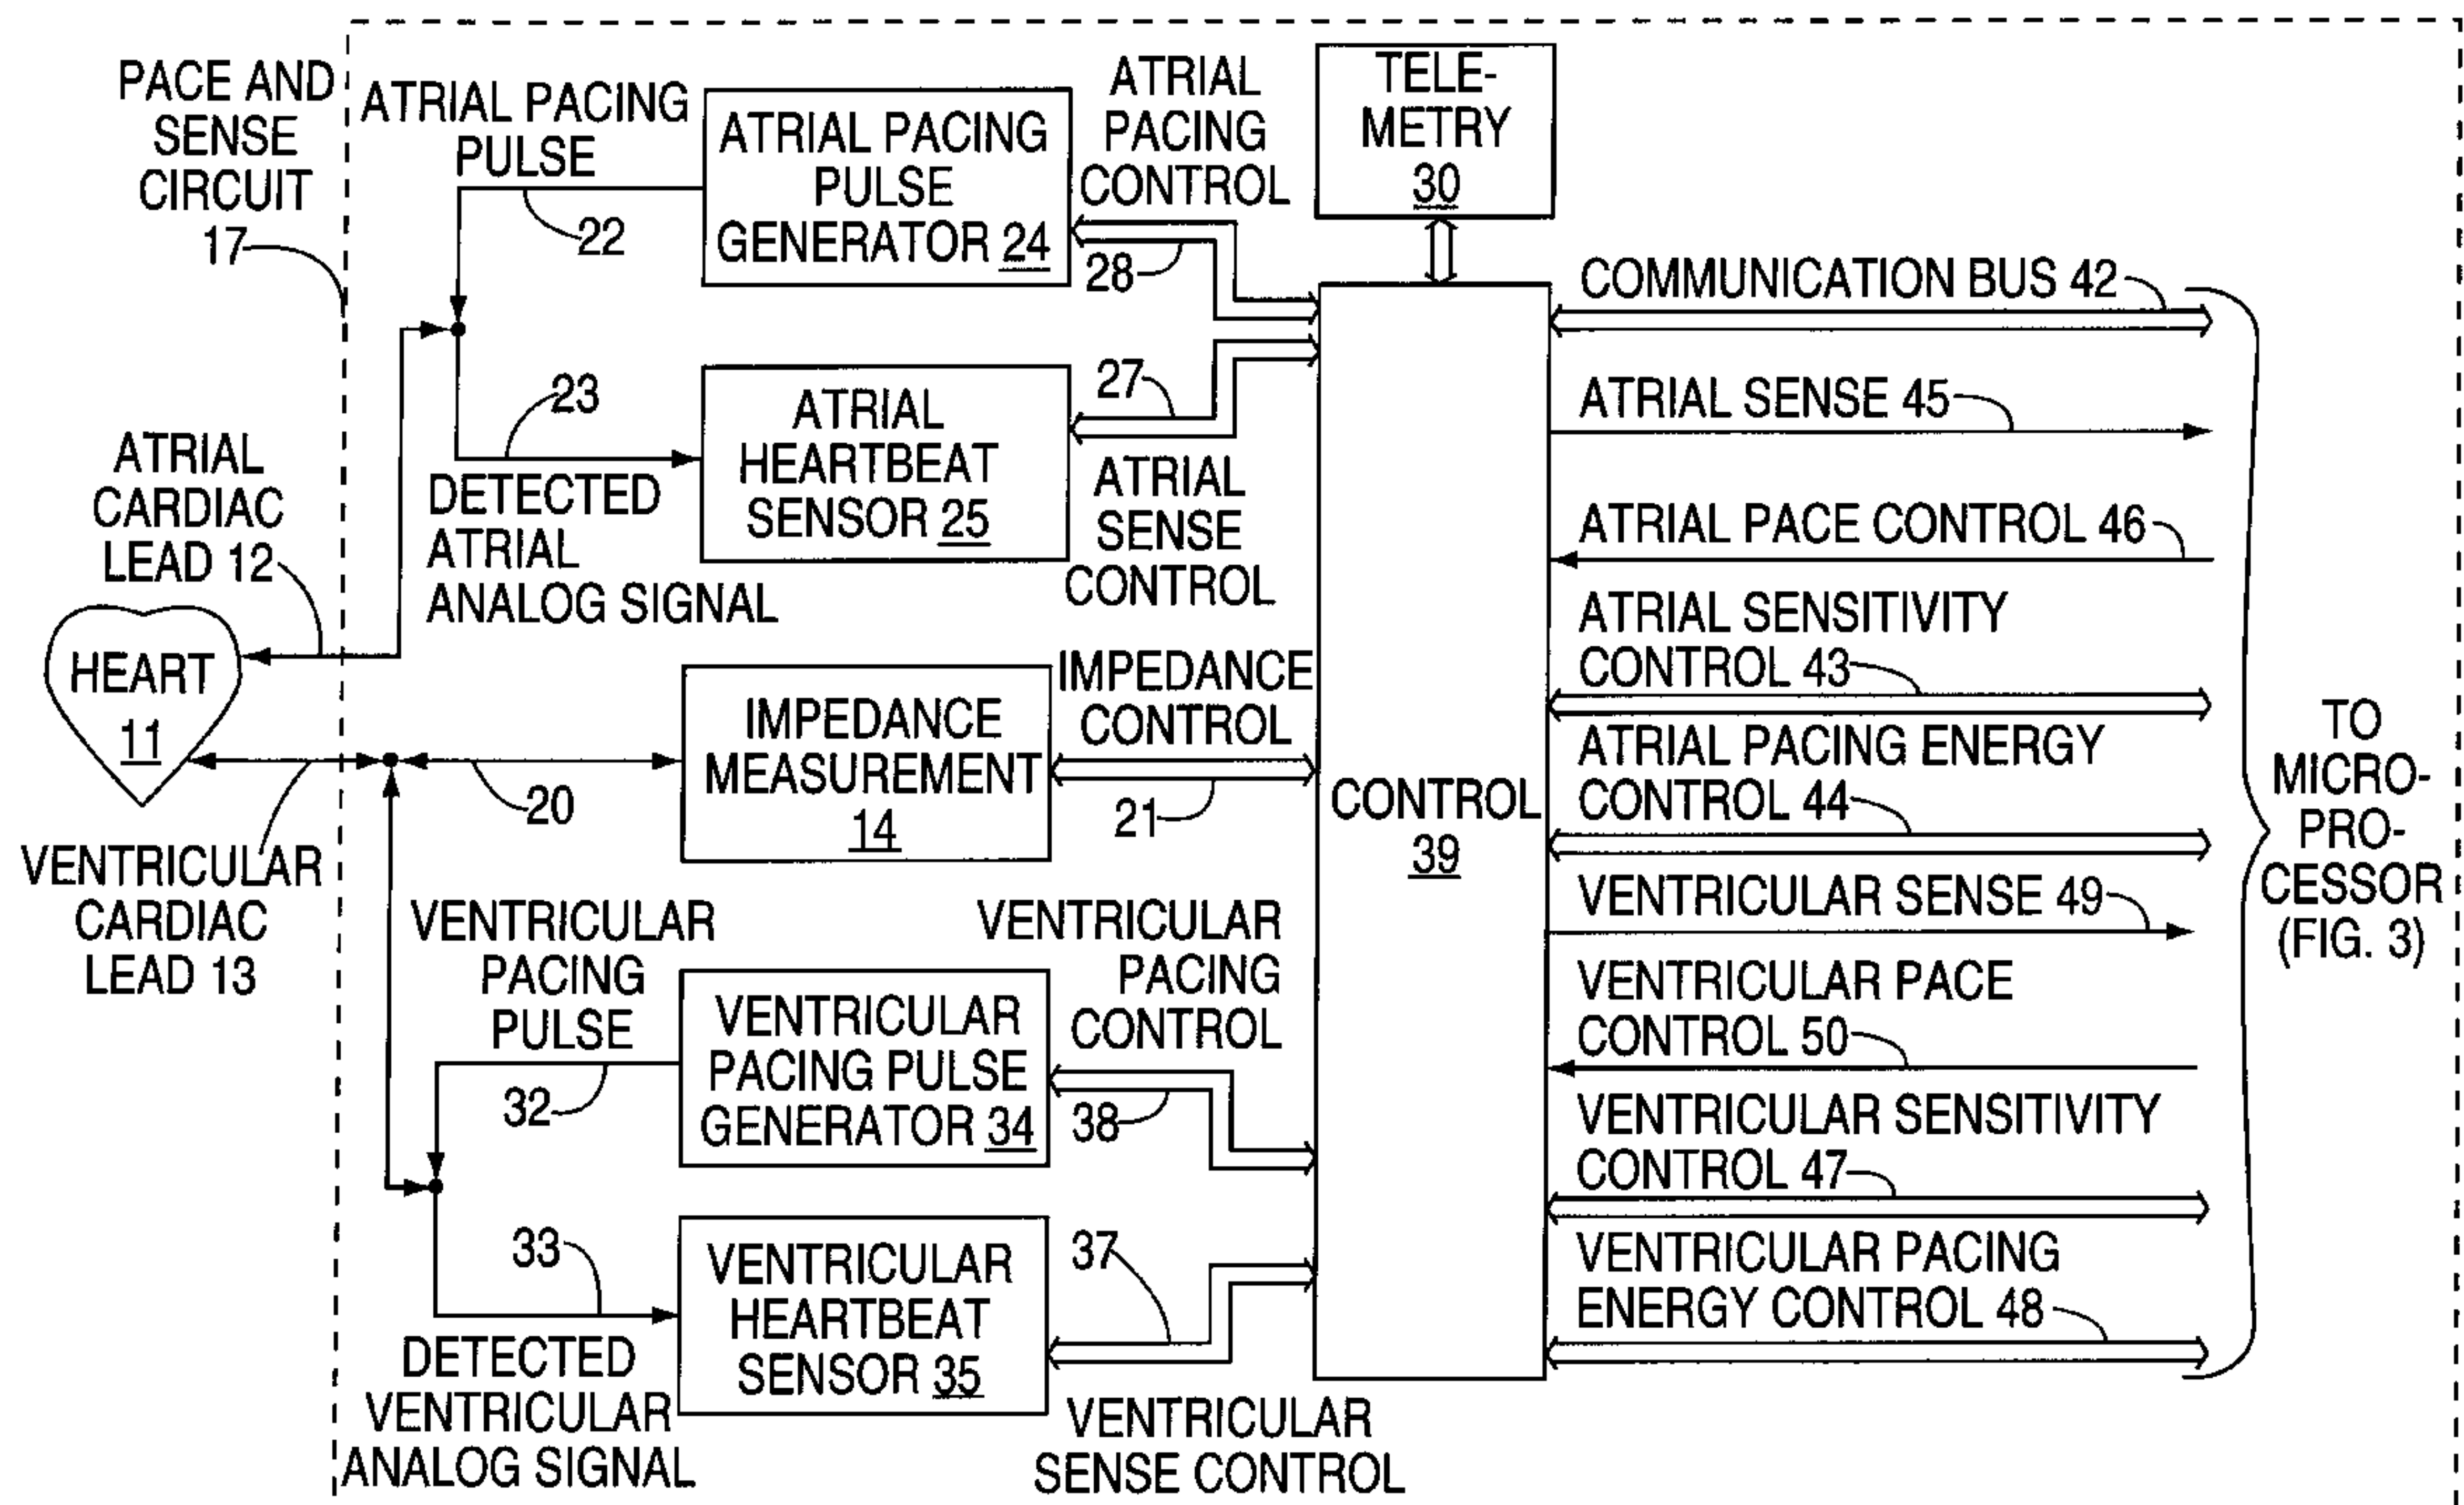 PACE AND
SENSE
CIRCUIT
17
ATRIAL PACING
PULSE
22
ATRIAL PACING
PULSE
GENERATOR 24
ATRIAL
PACING
CONTROL
28
TELE-
METRY
30
23
DETECTED
ATRIAL
ANALOG SIGNAL
ATRIAL
HEARTBEAT
SENSOR 25
27
ATRIAL
SENSE
CONTROL
ATRIAL
CARDIAC
LEAD 12
HEART
11
VENTRICULAR
CARDIAC
LEAD 13
20
IMPEDANCE
MEASUREMENT
14
IMPEDANCE
CONTROL
21
CONTROL
39
VENTRICULAR
PACING
PULSE
32
VENTRICULAR
PACING PULSE
GENERATOR 34
VENTRICULAR
PACING
CONTROL
38
33
DETECTED
VENTRICULAR
ANALOG SIGNAL
VENTRICULAR
HEARTBEAT
SENSOR 35
37
VENTRICULAR
SENSE CONTROL
COMMUNICATION BUS 42
ATRIAL SENSE 45
ATRIAL PACE CONTROL 46
ATRIAL SENSITIVITY
CONTROL 43
ATRIAL PACING ENERGY
CONTROL 44
VENTRICULAR SENSE 49
VENTRICULAR PACE
CONTROL 50
VENTRICULAR SENSITIVITY
CONTROL 47
VENTRICULAR PACING
ENERGY CONTROL 48
TO
MICRO-
PRO-
CESSOR
(FIG. 3)